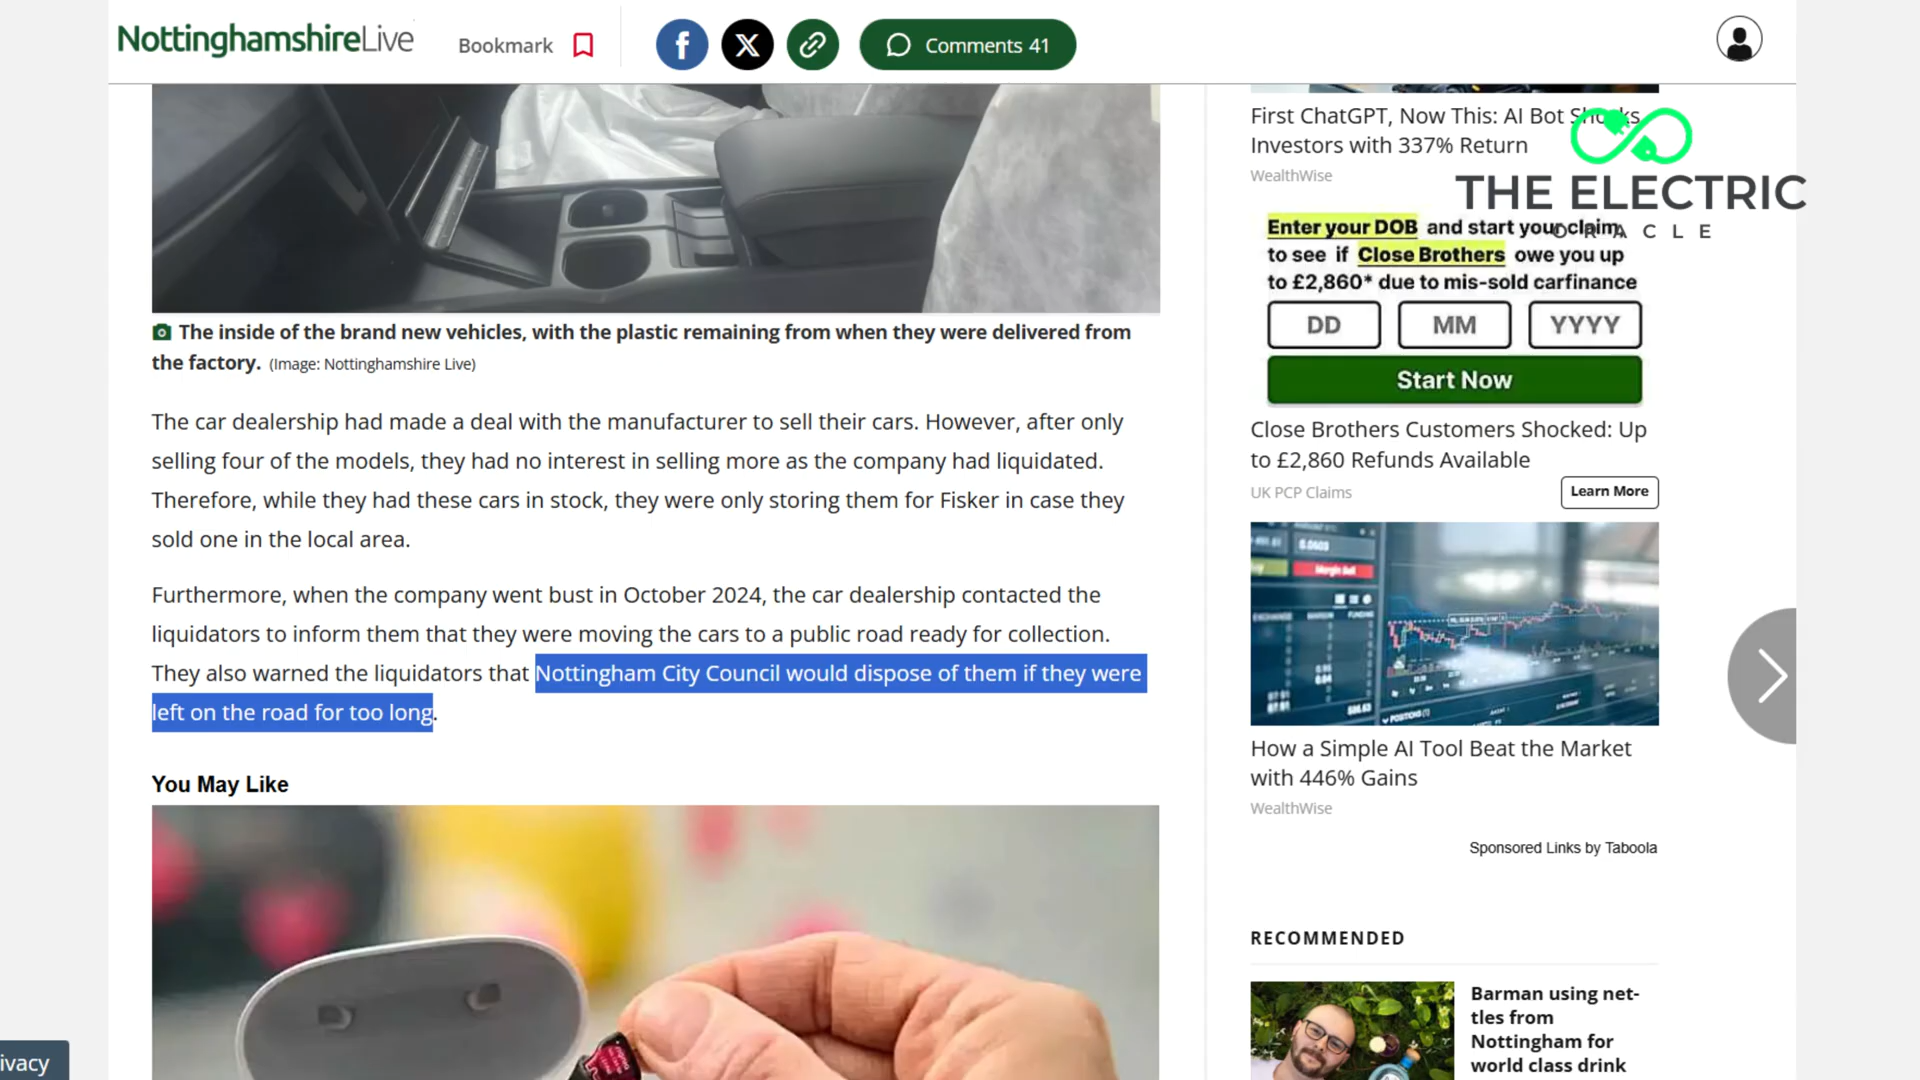 NottinghamshireLive
Bookmark
Comments 41
The inside of the brand new vehicles, with the plastic remaining from when they were delivered from
the factory. (Image: Nottinghamshire Live)
The car dealership had made a deal with the manufacturer to sell their cars. However, after only
selling four of the models, they had no interest in selling more as the company had liquidated.
Therefore, while they had these cars in stock, they were only storing them for Fisker in case they
sold one in the local area.
Furthermore, when the company went bust in October 2024, the car dealership contacted the
liquidators to inform them that they were moving the cars to a public road ready for collection.
They also warned the liquidators that Nottingham City Council would dispose of them if they were
left on the road for too long.
You May Like
ivacy
First ChatGPT, Now This: AI Bot Shocks
Investors with 337% Return
WealthWise
THE ELECTRIC
ORACLE
Enter your DOB and start your claim,
to see if Close Brothers owe you up
to £2,860* due to mis-sold carfinance
DD MM YYYY
Start Now
Close Brothers Customers Shocked: Up
to £2,860 Refunds Available
UK PCP Claims
Learn More
How a Simple AI Tool Beat the Market
with 446% Gains
WealthWise
Sponsored Links by Taboola
RECOMMENDED
Barman using net-
tles from
Nottingham for
world class drink